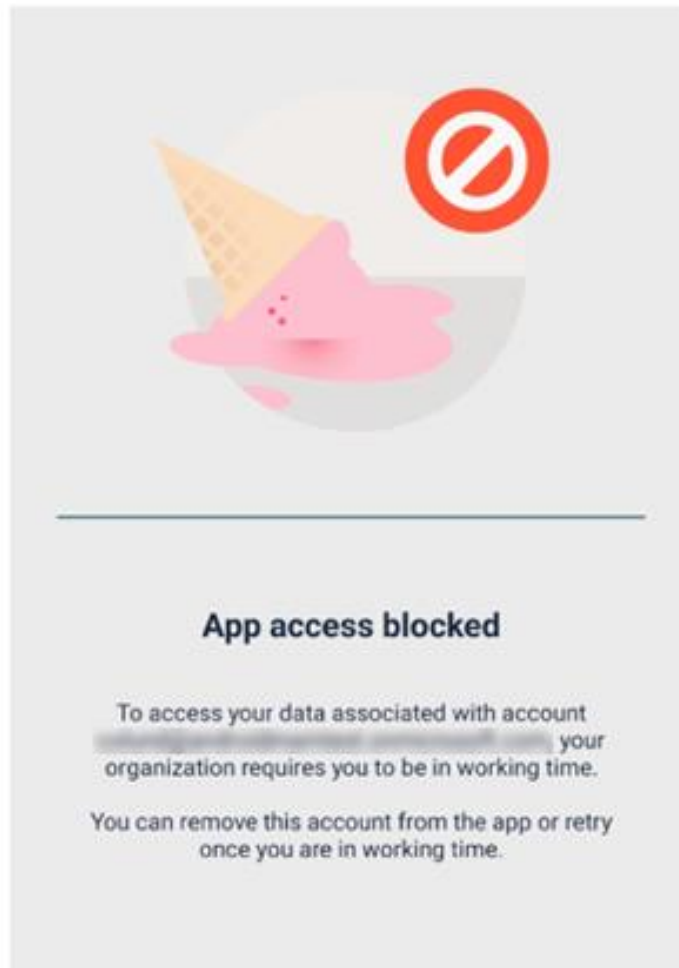 App access blocked
To access your data associated with account
your
organization requires you to be in working time.
You can remove this account from the app or retry
once you are in working time.